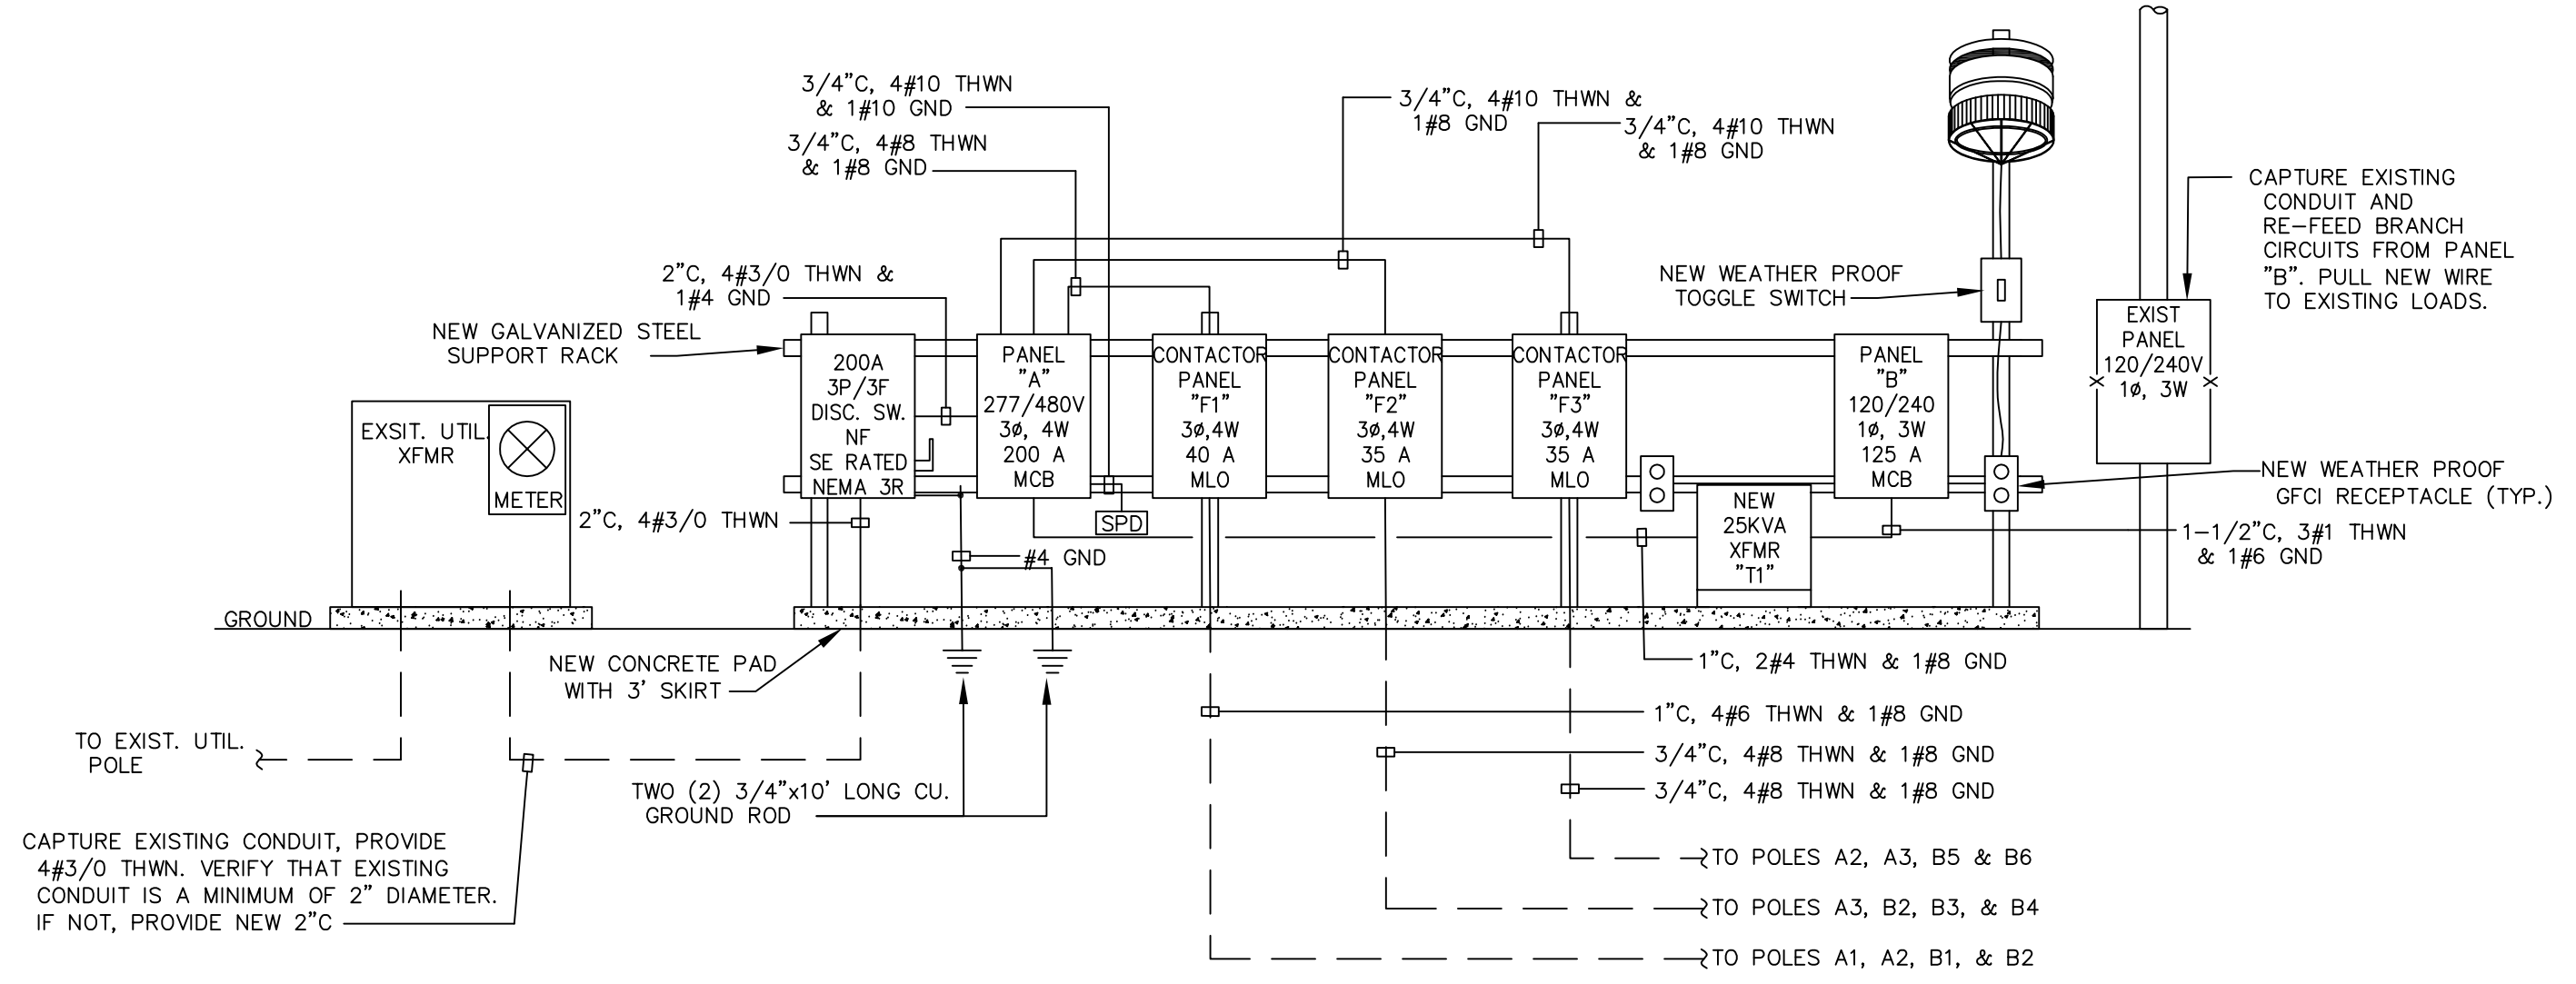 3/4"C, 4#10 THWN
& 1#10 GND
3/4"C, 4#8 THWN
& 1#8 GND
3/4"C, 4#10 THWN &
1#8 GND
3/4"C, 4#10 THWN
& 1#8 GND
2"C, 4#3/0 THWN &
1#4 GND
NEW GALVANIZED STEEL
SUPPORT RACK
NEW WEATHER PROOF
TOGGLE SWITCH
CAPTURE EXISTING
CONDUIT AND
RE-FEED BRANCH
CIRCUITS FROM PANEL
"B". PULL NEW WIRE
TO EXISTING LOADS.
EXSIT. UTIL.
XFMR
METER
200A
3P/3F
DISC. SW.
NF
SE RATED
NEMA 3R
PANEL
"A"
277/480V
3ø, 4W
200 A
MCB
CONTACTOR
PANEL
"F1"
3ø,4W
40 A
MLO
CONTACTOR
PANEL
"F2"
3ø,4W
35 A
MLO
CONTACTOR
PANEL
"F3"
3ø,4W
35 A
MLO
PANEL
"B"
120/240
1ø, 3W
125 A
MCB
EXIST
PANEL
120/240V
1ø, 3W
X X
NEW
25KVA
XFMR
"T1"
SPD
NEW WEATHER PROOF
GFCI RECEPTACLE (TYP.)
2"C, 4#3/0 THWN
#4 GND
1-1/2"C, 3#1 THWN
& 1#6 GND
GROUND
NEW CONCRETE PAD
WITH 3' SKIRT
1"C, 2#4 THWN & 1#8 GND
1"C, 4#6 THWN & 1#8 GND
3/4"C, 4#8 THWN & 1#8 GND
3/4"C, 4#8 THWN & 1#8 GND
TO EXIST. UTIL.
POLE
TWO (2) 3/4"x10' LONG CU.
GROUND ROD
CAPTURE EXISTING CONDUIT, PROVIDE
4#3/0 THWN. VERIFY THAT EXISTING
CONDUIT IS A MINIMUM OF 2" DIAMETER.
IF NOT, PROVIDE NEW 2"C
TO POLES A2, A3, B5 & B6
TO POLES A3, B2, B3, & B4
TO POLES A1, A2, B1, & B2